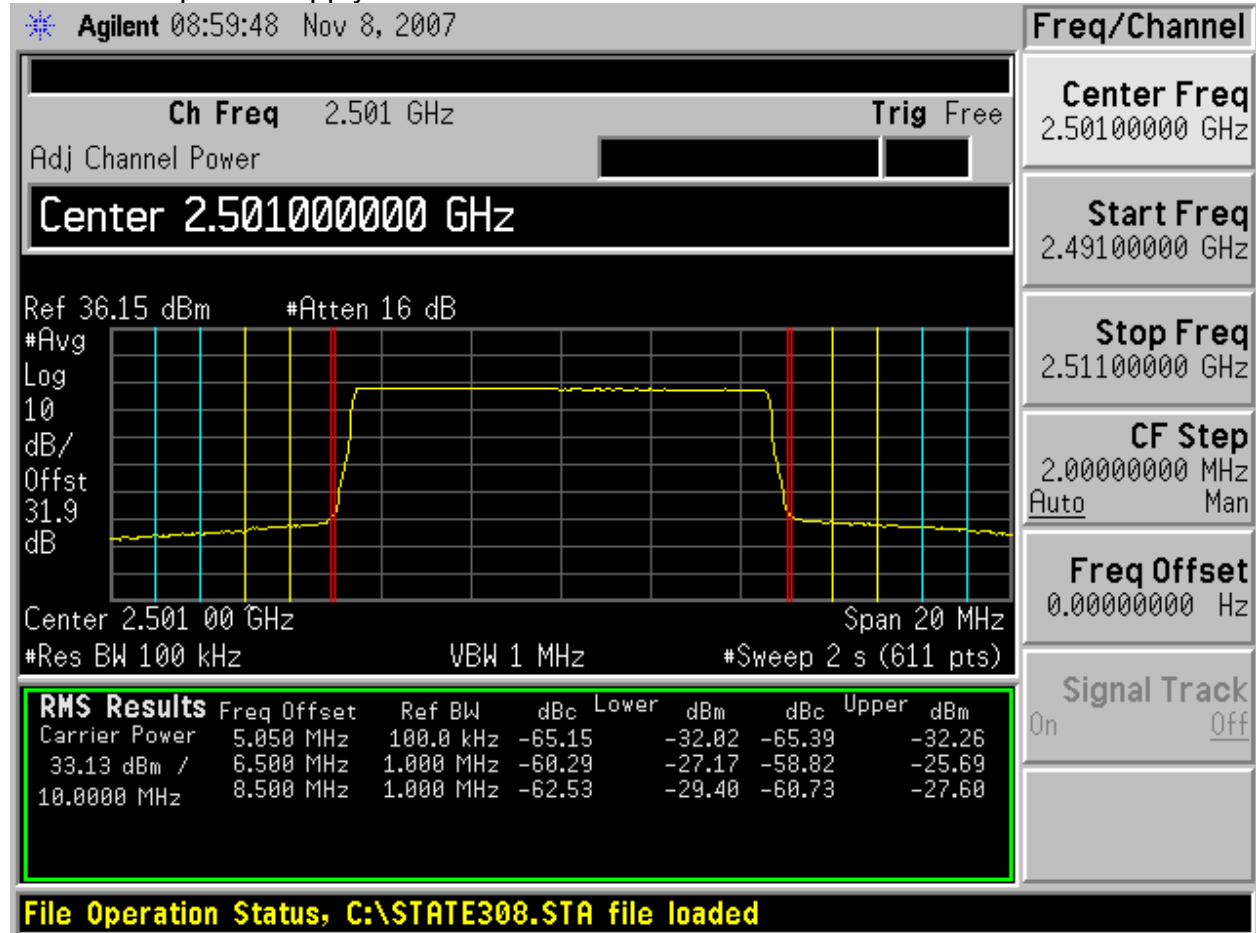 Agilent 08:59:48 Nov 8, 2007
Freq/Channel
Ch Freq 2.501 GHz Trig Free
Adj Channel Power
Center 2.501000000 GHz
Ref 36.15 dBm #Atten 16 dB
#Avg
Log
10
dB/
Offst
31.9
dB
Center 2.501 00 GHz Span 20 MHz
#Res BW 100 kHz VBW 1 MHz #Sweep 2 s (611 pts)
RMS Results Freq Offset Ref BW dBc Lower dBm dBc Upper dBm
Carrier Power 5.050 MHz 100.0 kHz -65.15 -32.02 -65.39 -32.26
33.13 dBm / 6.500 MHz 1.000 MHz -60.29 -27.17 -58.82 -25.69
10.0000 MHz 8.500 MHz 1.000 MHz -62.53 -29.40 -60.73 -27.60
Center Freq
2.50100000 GHz
Start Freq
2.49100000 GHz
Stop Freq
2.51100000 GHz
CF Step
2.00000000 MHz
Auto Man
Freq Offset
0.00000000 Hz
Signal Track
On Off
File Operation Status, C:\STATE308.STA file loaded